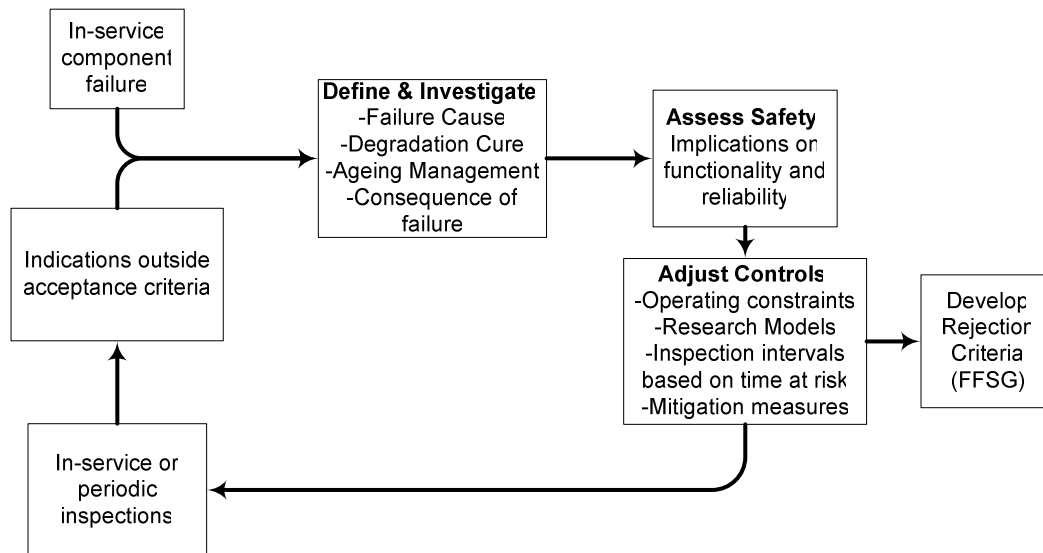 In-service
component
failure
Define & Investigate
-Failure Cause
-Degradation Cure
-Ageing Management
-Consequence of
failure
Assess Safety
Implications on
functionality and
reliability
Indications outside
acceptance criteria
Adjust Controls
-Operating constraints
-Research Models
-Inspection intervals
based on time at risk
-Mitigation measures
Develop
Rejection
Criteria
(FFSG)
In-service or
periodic
inspections